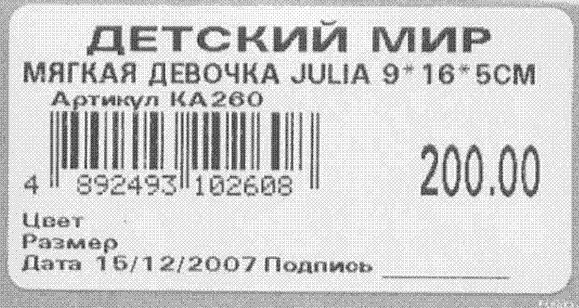 ДЕТСКИЙ МИР
МЯГКАЯ ДЕВОЧКА JULIA 9*16*5СМ
Артикул КА260
200.00
4 892493 102608
Цвет
Размер
Дата 15/12/2007 Подпись